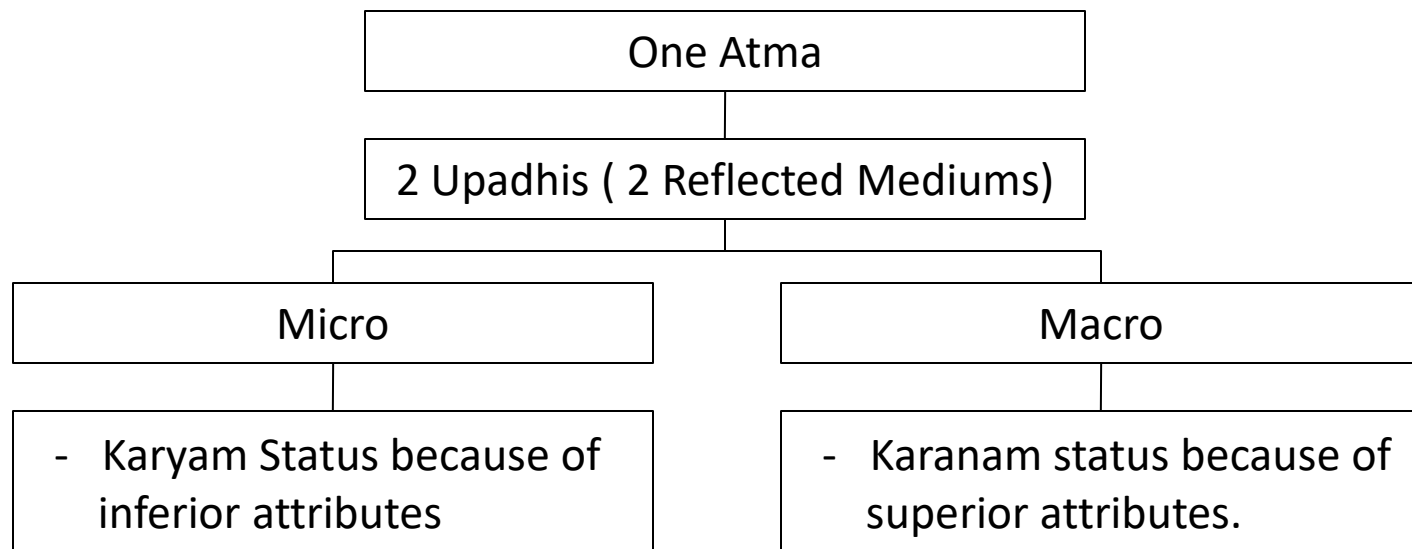 One Atma
2 Upadhis ( 2 Reflected Mediums)
Micro
Macro
- Karyam Status because of
inferior attributes
- Karanam status because of
superior attributes.